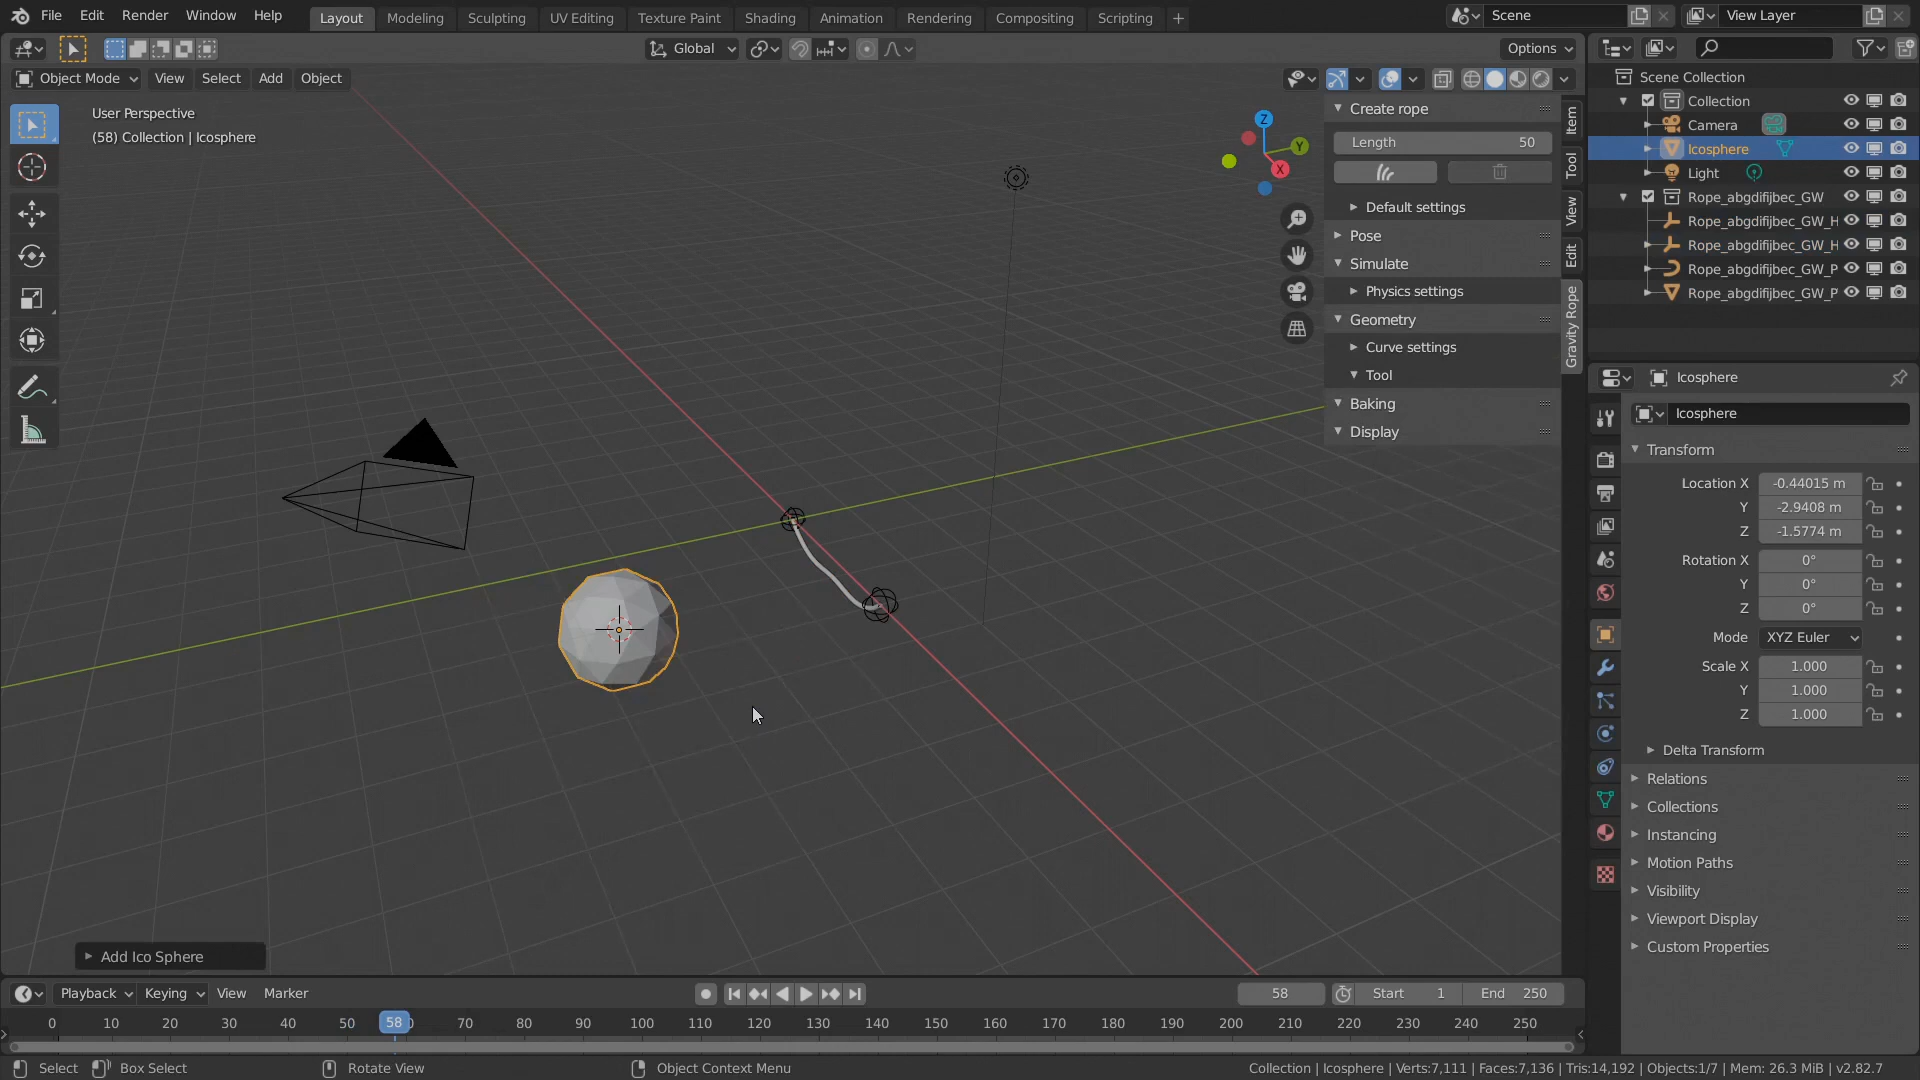 File Edit Render Window Help
Layout Modeling Sculpting UV Editing Texture Paint Shading Animation Rendering Compositing Scripting +
Scene
View Layer
Global
Options
Object Mode View Select Add Object
User Perspective
(58) Collection | Icosphere
Z
Y
X
Create rope
Length 50
Default settings
Pose
Simulate
Physics settings
Geometry
Curve settings
Tool
Baking
Display
Item
Tool
View
Edit
Gravity Rope
Scene Collection
Collection
Camera
Icosphere
Light
Rope_abgdifijbec_GW
Rope_abgdifijbec_GW_H
Rope_abgdifijbec_GW_H
Rope_abgdifijbec_GW_P
Rope_abgdifijbec_GW_P
Icosphere
Icosphere
Transform
Location X -0.44015 m
Y -2.9408 m
Z -1.5774 m
Rotation X 0°
Y 0°
Z 0°
Mode XYZ Euler
Scale X 1.000
Y 1.000
Z 1.000
Delta Transform
Relations
Collections
Instancing
Motion Paths
Visibility
Viewport Display
Custom Properties
Add Ico Sphere
Playback Keying View Marker
58 Start 1 End 250
0 10 20 30 40 50 58 70 80 90 100 110 120 130 140 150 160 170 180 190 200 210 220 230 240 250
Select Box Select Rotate View Object Context Menu
Collection | Icosphere | Verts:7,111 | Faces:7,136 | Tris:14,192 | Objects:1/7 | Mem: 26.3 MiB | v2.82.7